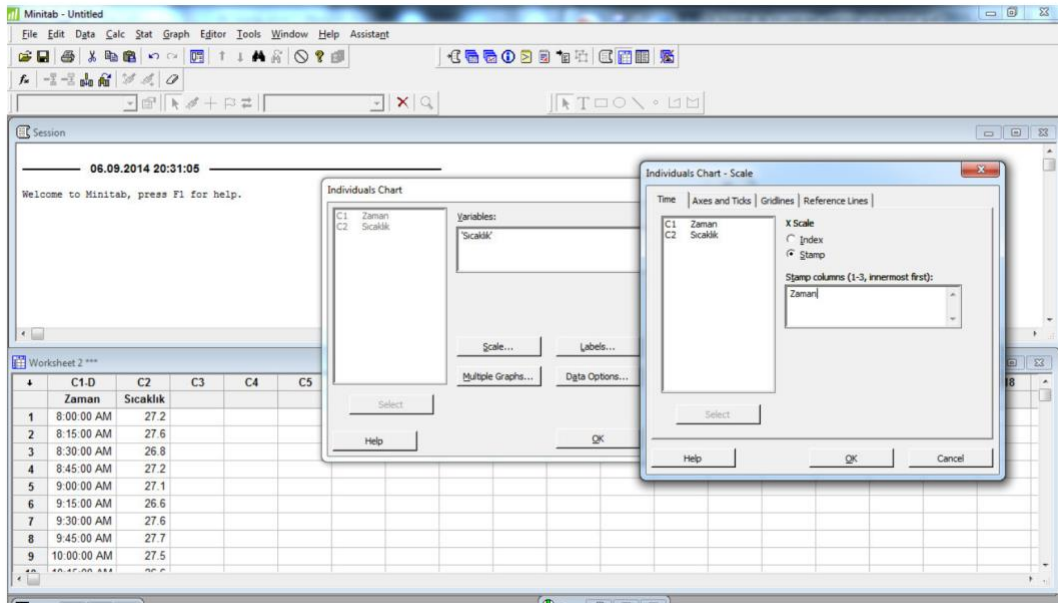 Minitab - Untitled
File Edit Data Calc Stat Graph Editor Tools Window Help Assistant
Session
06.09.2014 20:31:05
Welcome to Minitab, press F1 for help.
Individuals Chart
C1 Zaman
C2 Sıcaklık
Variables:
'Sıcaklık'
Scale...
Labels...
Multiple Graphs...
Data Options...
Select
Help
OK
Individuals Chart - Scale
Time Axes and Ticks Gridlines Reference Lines
C1 Zaman
C2 Sıcaklık
X Scale
Index
Stamp
Stamp columns (1-3, innermost first):
Zaman
Select
Help OK Cancel
Worksheet 2 ***
C1-D C2 C3 C4 C5 18
Zaman Sıcaklık
1 8:00:00 AM 27.2
2 8:15:00 AM 27.6
3 8:30:00 AM 26.8
4 8:45:00 AM 27.2
5 9:00:00 AM 27.1
6 9:15:00 AM 26.6
7 9:30:00 AM 27.6
8 9:45:00 AM 27.7
9 10:00:00 AM 27.5